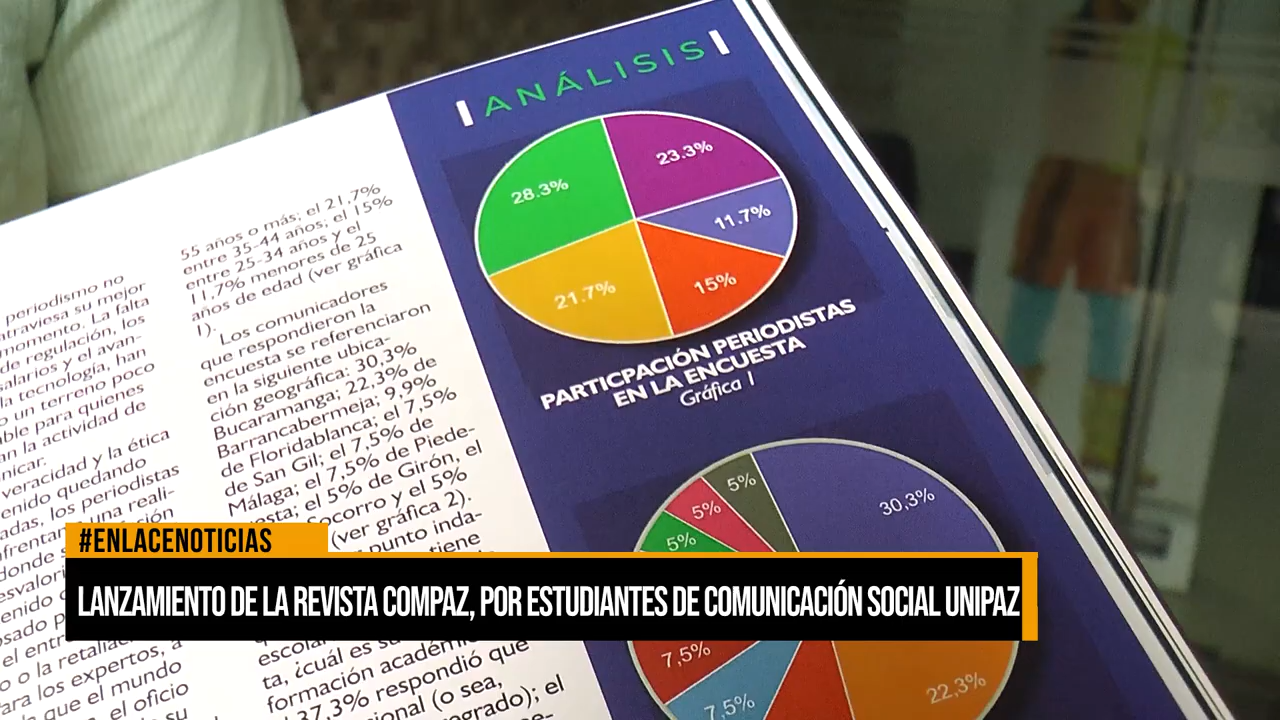 periodismo no
atraviesa su mejor
momento. La falta
de regulación, los
salarios y el avan-
la tecnología, han
un terreno poco
para quienes
la actividad de
veracidad y la ética
quedando
los periodistas
una reali-
55 años o más; el 21,7%
entre 35-44 años; el 15%
entre 25-34 años y el
11,7% menores de 25
años de edad (ver gráfica
1).
Los comunicadores
que respondieron la
encuesta se referenciaron
en la siguiente ubica-
ción geográfica: 30,3%
Bucaramanga; 22,3% de
Barrancabermeja; 9,9%
de Floridablanca; el 7,5%
de San Gil; el 7,5% de
Málaga; el 7,5% de Piede-
el 5% de Girón, el
Socorro y el 5%
(ver gráfica 2).
punto inda-
ta, ¿cuál es
formación
37,3% respondió que
(o sea,
el
el entr
o la
para los expertos, a
que el mundo
el oficio
su
ANÁLISIS
28.3%
23.3%
11.7%
15%
21.7%
PARTICPACIÓN PERIODISTAS
EN LA ENCUESTA
Gráfica 1
5%
5%
5%
30,3%
7,5%
7,5%
22,3%
#ENLACENOTICIAS
LANZAMIENTO DE LA REVISTA COMPAZ, POR ESTUDIANTES DE COMUNICACIÓN SOCIAL UNIPAZ